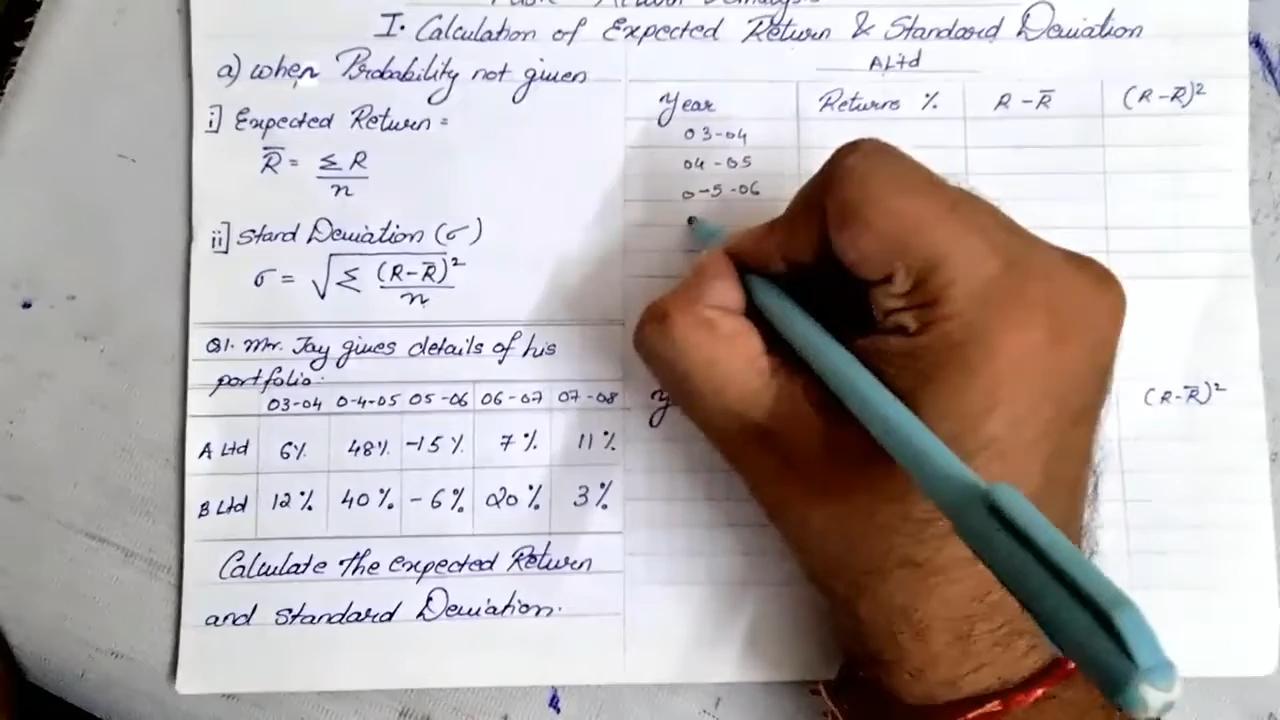 I. Calculation of Expected Return & Standard Deviation
a) when Probability not given
i] Expected Return =
R̅ = ΣR
n
ii] Stard Deviation (σ)
σ = √Σ (R-R̅)²
n
Q1. Mr. Jay gives details of his
portfolio.
03-04 0-4-05 05-06 06-07 07-08
A Ltd 6% 48% -15% 7% 11%
B Ltd 12% 40% -6% 20% 3%
Calculate the expected Return
and Standard Deviation.
A Ltd
Year Returns % R-R̅ (R-R̅)²
03-04
04-05
0-5-06
(R-R̅)²